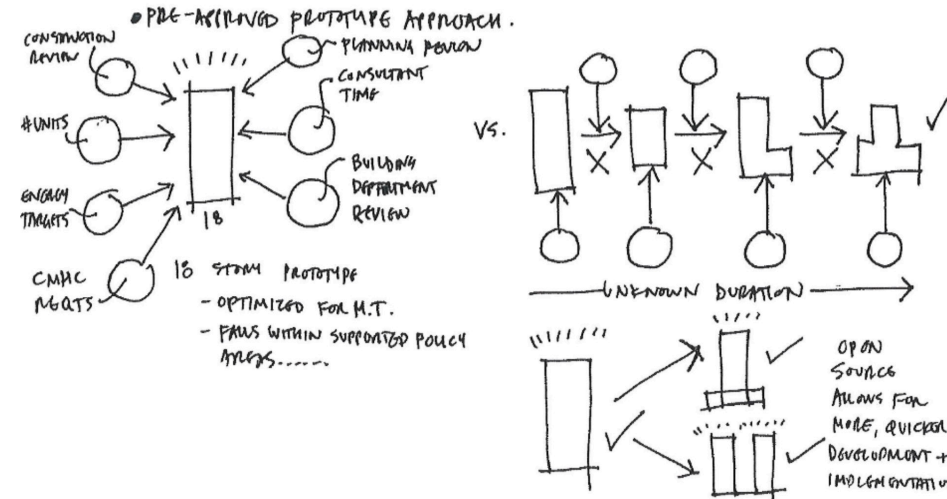 • PRE-APPROVED PROTOTYPE APPROACH.
CONSTRUCTION
REVIEW
PLANNING REVIEW
CONSULTANT
TIME
#UNITS
BUILDING
DEPARTMENT
REVIEW
ENERGY
TARGETS
18
CMHC
REQTS
18 STORY PROTOTYPE
- OPTIMIZED FOR M.T.
- FALLS WITHIN SUPPORTED POLICY
AREAS......
VS.
UNKNOWN DURATION
OPEN
SOURCE
ALLOWS FOR
MORE, QUICKER
DEVELOPMENT +
IMPLEMENTATIO